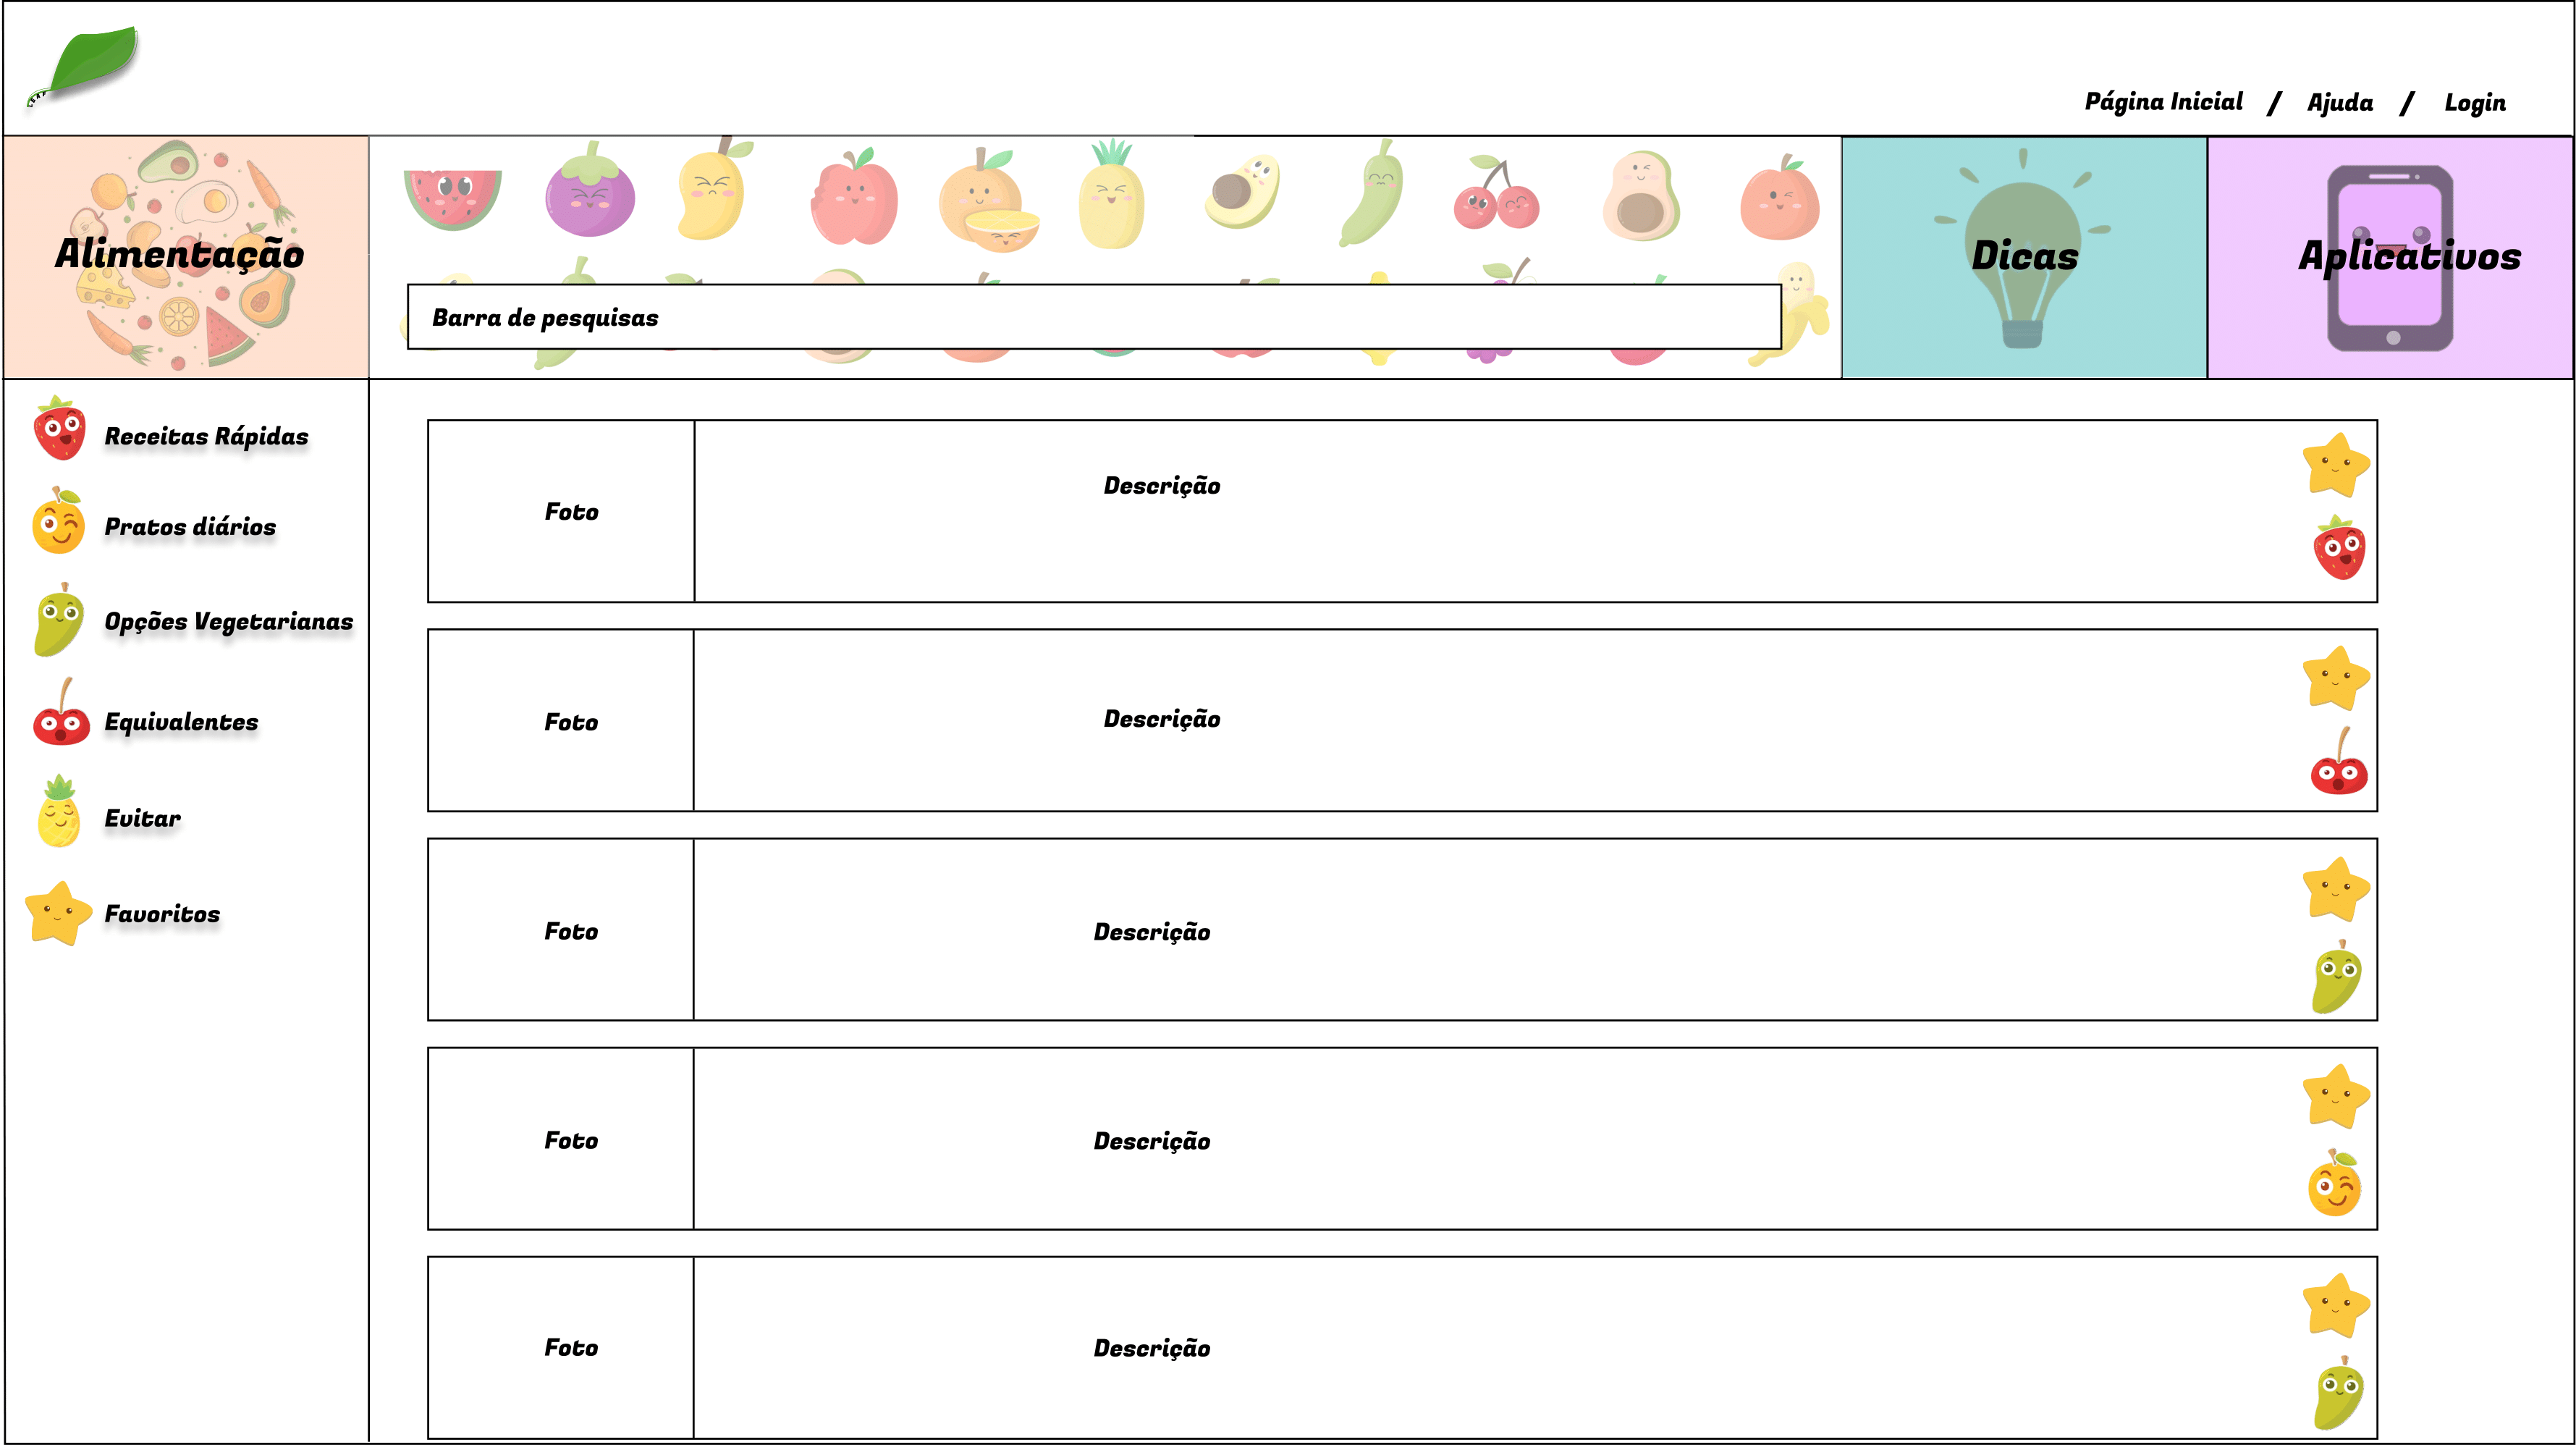 LEAF
Página Inicial / Ajuda / Login
Alimentação
Barra de pesquisas
Dicas
Aplicativos
Receitas Rápidas
Pratos diários
Opções Vegetarianas
Equivalentes
Evitar
Favoritos
Foto
Descrição
Foto
Descrição
Foto
Descrição
Foto
Descrição
Foto
Descrição